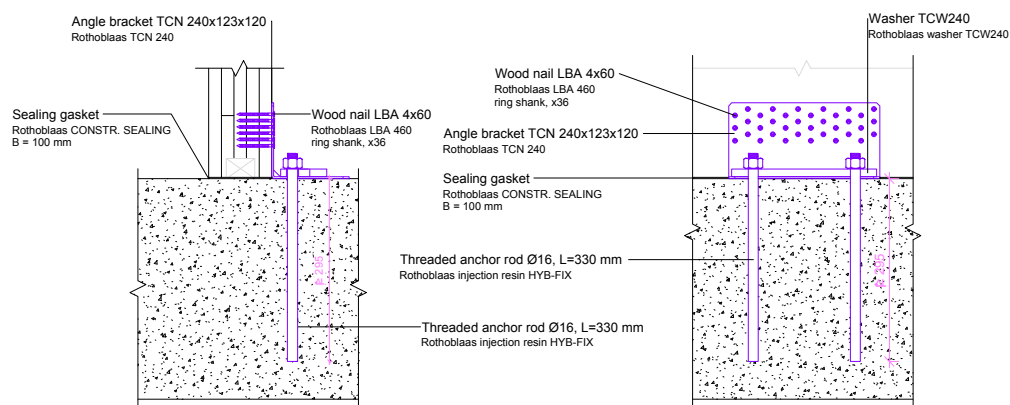 Angle bracket TCN 240x123x120
Rothoblaas TCN 240
Sealing gasket
Rothoblaas CONSTR. SEALING
B = 100 mm
Wood nail LBA 4x60
Rothoblaas LBA 460
ring shank, x36
Threaded anchor rod Ø16, L=330 mm
Rothoblaas injection resin HYB-FIX
Washer TCW240
Rothoblaas washer TCW240
Wood nail LBA 4x60
Rothoblaas LBA 460
ring shank, x36
Angle bracket TCN 240x123x120
Rothoblaas TCN 240
Sealing gasket
Rothoblaas CONSTR. SEALING
B = 100 mm
Threaded anchor rod Ø16, L=330 mm
Rothoblaas injection resin HYB-FIX
295
295